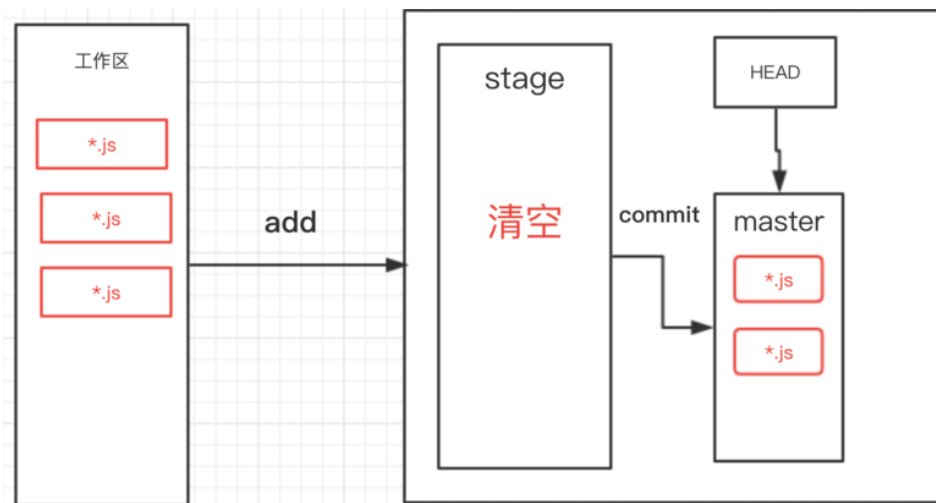 工作区
*.js
*.js
*.js
add
stage
清空
commit
HEAD
master
*.js
*.js